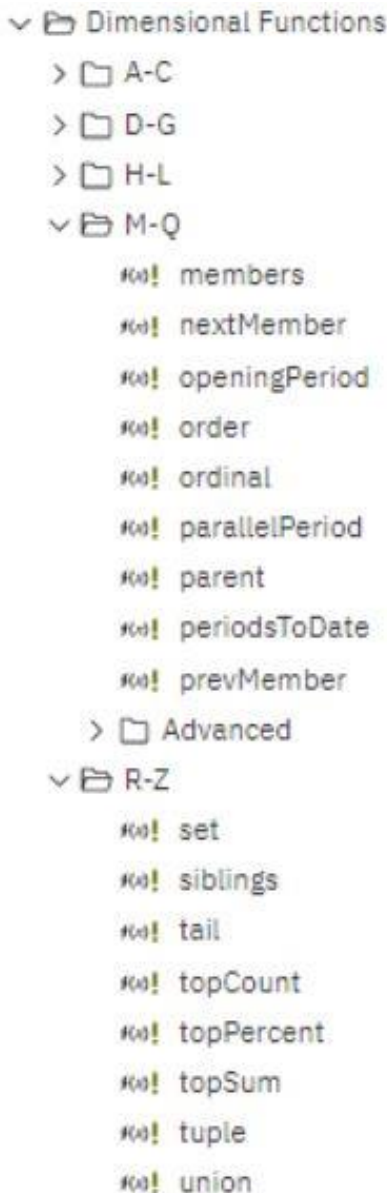 Dimensional Functions
A-C
D-G
H-L
M-Q
f(x)! members
f(x)! nextMember
f(x)! openingPeriod
f(x)! order
f(x)! ordinal
f(x)! parallelPeriod
f(x)! parent
f(x)! periodsToDate
f(x)! prevMember
Advanced
R-Z
f(x)! set
f(x)! siblings
f(x)! tail
f(x)! topCount
f(x)! topPercent
f(x)! topSum
f(x)! tuple
f(x)! union